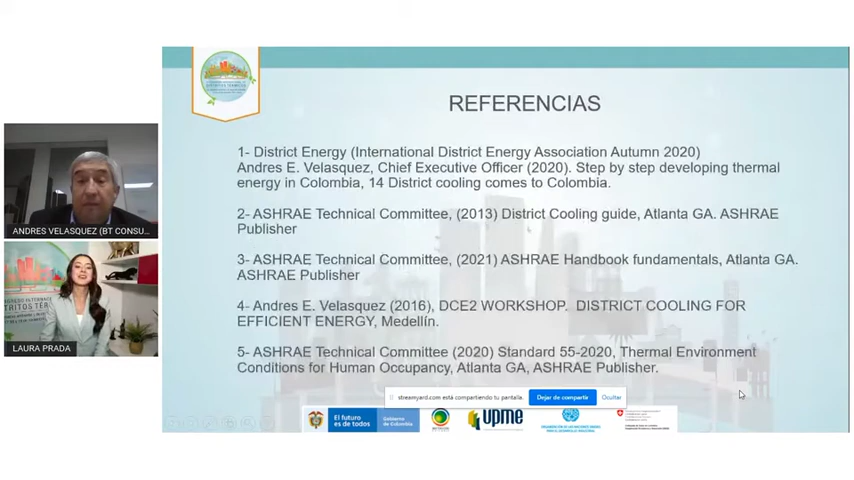 REFERENCIAS
1- District Energy (International District Energy Association Autumn 2020)
Andres E. Velasquez, Chief Executive Officer (2020). Step by step developing thermal
energy in Colombia, 14 District cooling comes to Colombia.
2- ASHRAE Technical Committee, (2013) District Cooling guide, Atlanta GA. ASHRAE
Publisher
3- ASHRAE Technical Committee, (2021) ASHRAE Handbook fundamentals, Atlanta GA.
ASHRAE Publisher
4- Andres E. Velasquez (2016), DCE2 WORKSHOP. DISTRICT COOLING FOR
EFFICIENT ENERGY, Medellín.
5- ASHRAE Technical Committee (2020) Standard 55-2020, Thermal Environment
Conditions for Human Occupancy, Atlanta GA, ASHRAE Publisher.
ANDRES VELASQUEZ (BT CONSU...
LAURA PRADA
streamyard.com está compartiendo tu pantalla.
Dejar de compartir
Ocultar
El futuro
es de todos
Gobierno
de Colombia
upme